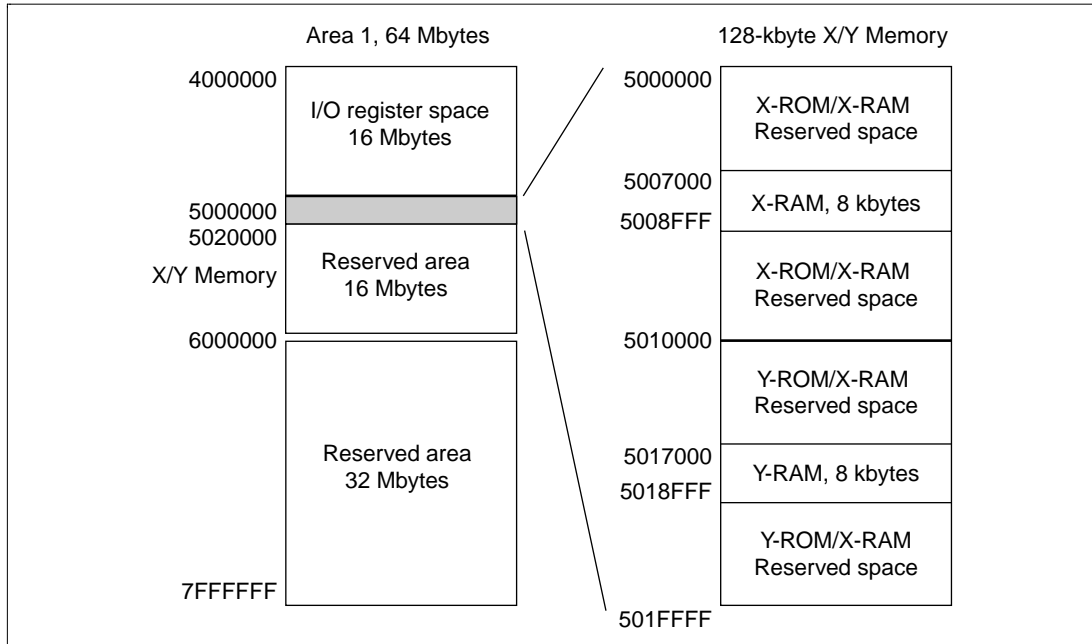 Area 1, 64 Mbytes
4000000
I/O register space
16 Mbytes
5000000
5020000
X/Y Memory
Reserved area
16 Mbytes
6000000
Reserved area
32 Mbytes
7FFFFFF
128-kbyte X/Y Memory
5000000
X-ROM/X-RAM
Reserved space
5007000
X-RAM, 8 kbytes
5008FFF
X-ROM/X-RAM
Reserved space
5010000
Y-ROM/X-RAM
Reserved space
5017000
Y-RAM, 8 kbytes
5018FFF
Y-ROM/X-RAM
Reserved space
501FFFF